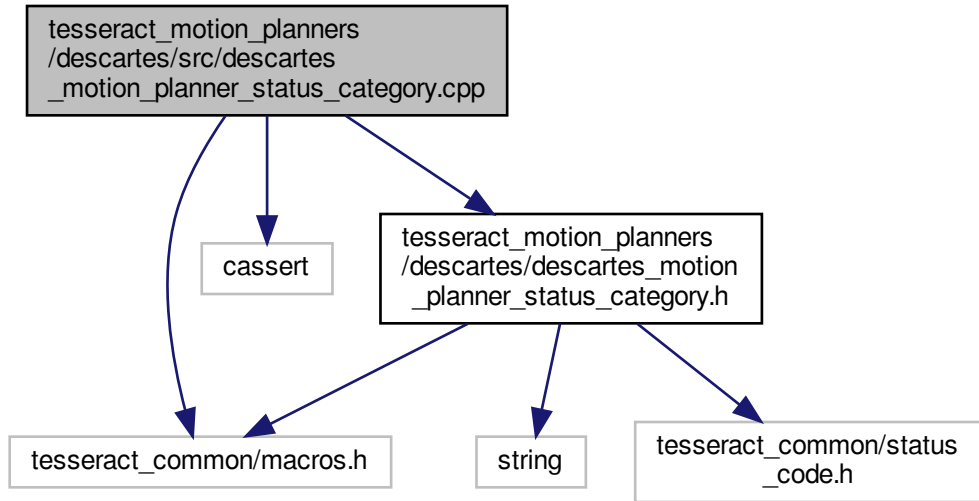 tesseract_motion_planners
/descartes/src/descartes
_motion_planner_status_category.cpp
cassert
tesseract_motion_planners
/descartes/descartes_motion
_planner_status_category.h
tesseract_common/macros.h
string
tesseract_common/status
_code.h